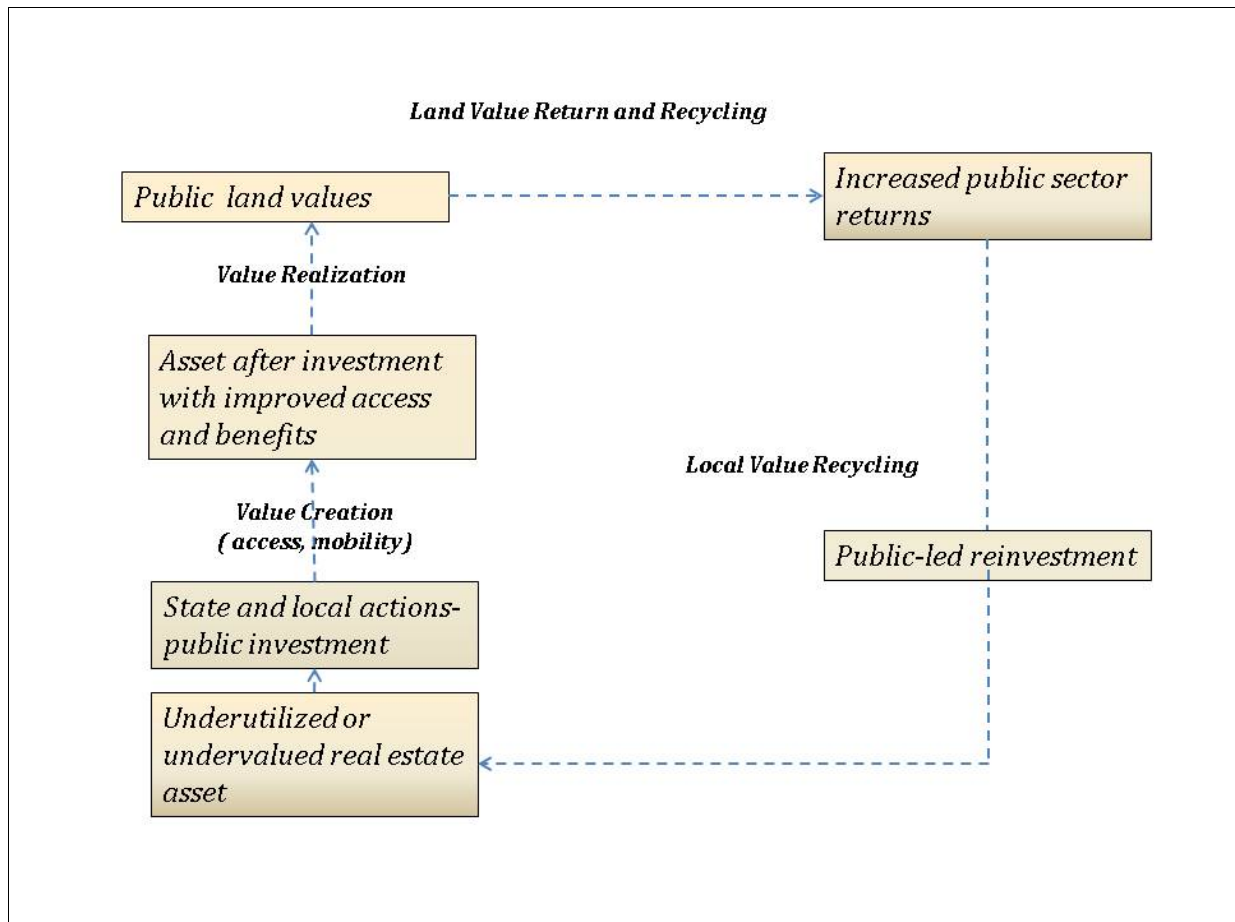 Land Value Return and Recycling
Public land values
Increased public sector
returns
Value Realization
Asset after investment
with improved access
and benefits
Local Value Recycling
Value Creation
( access, mobility)
Public-led reinvestment
State and local actions-
public investment
Underutilized or
undervalued real estate
asset